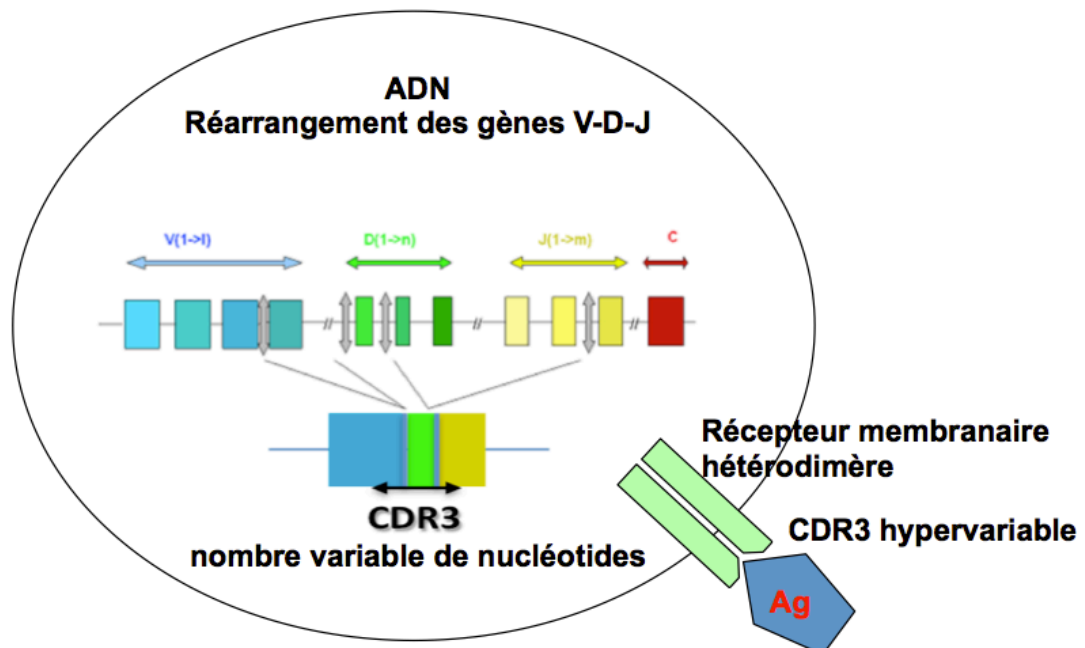 ADN
Réarrangement des gènes V-D-J
V(1->l) D(1->n) J(1->m) C
// // //
CDR3
nombre variable de nucléotides
Récepteur membranaire
hétérodimère
CDR3 hypervariable
Ag